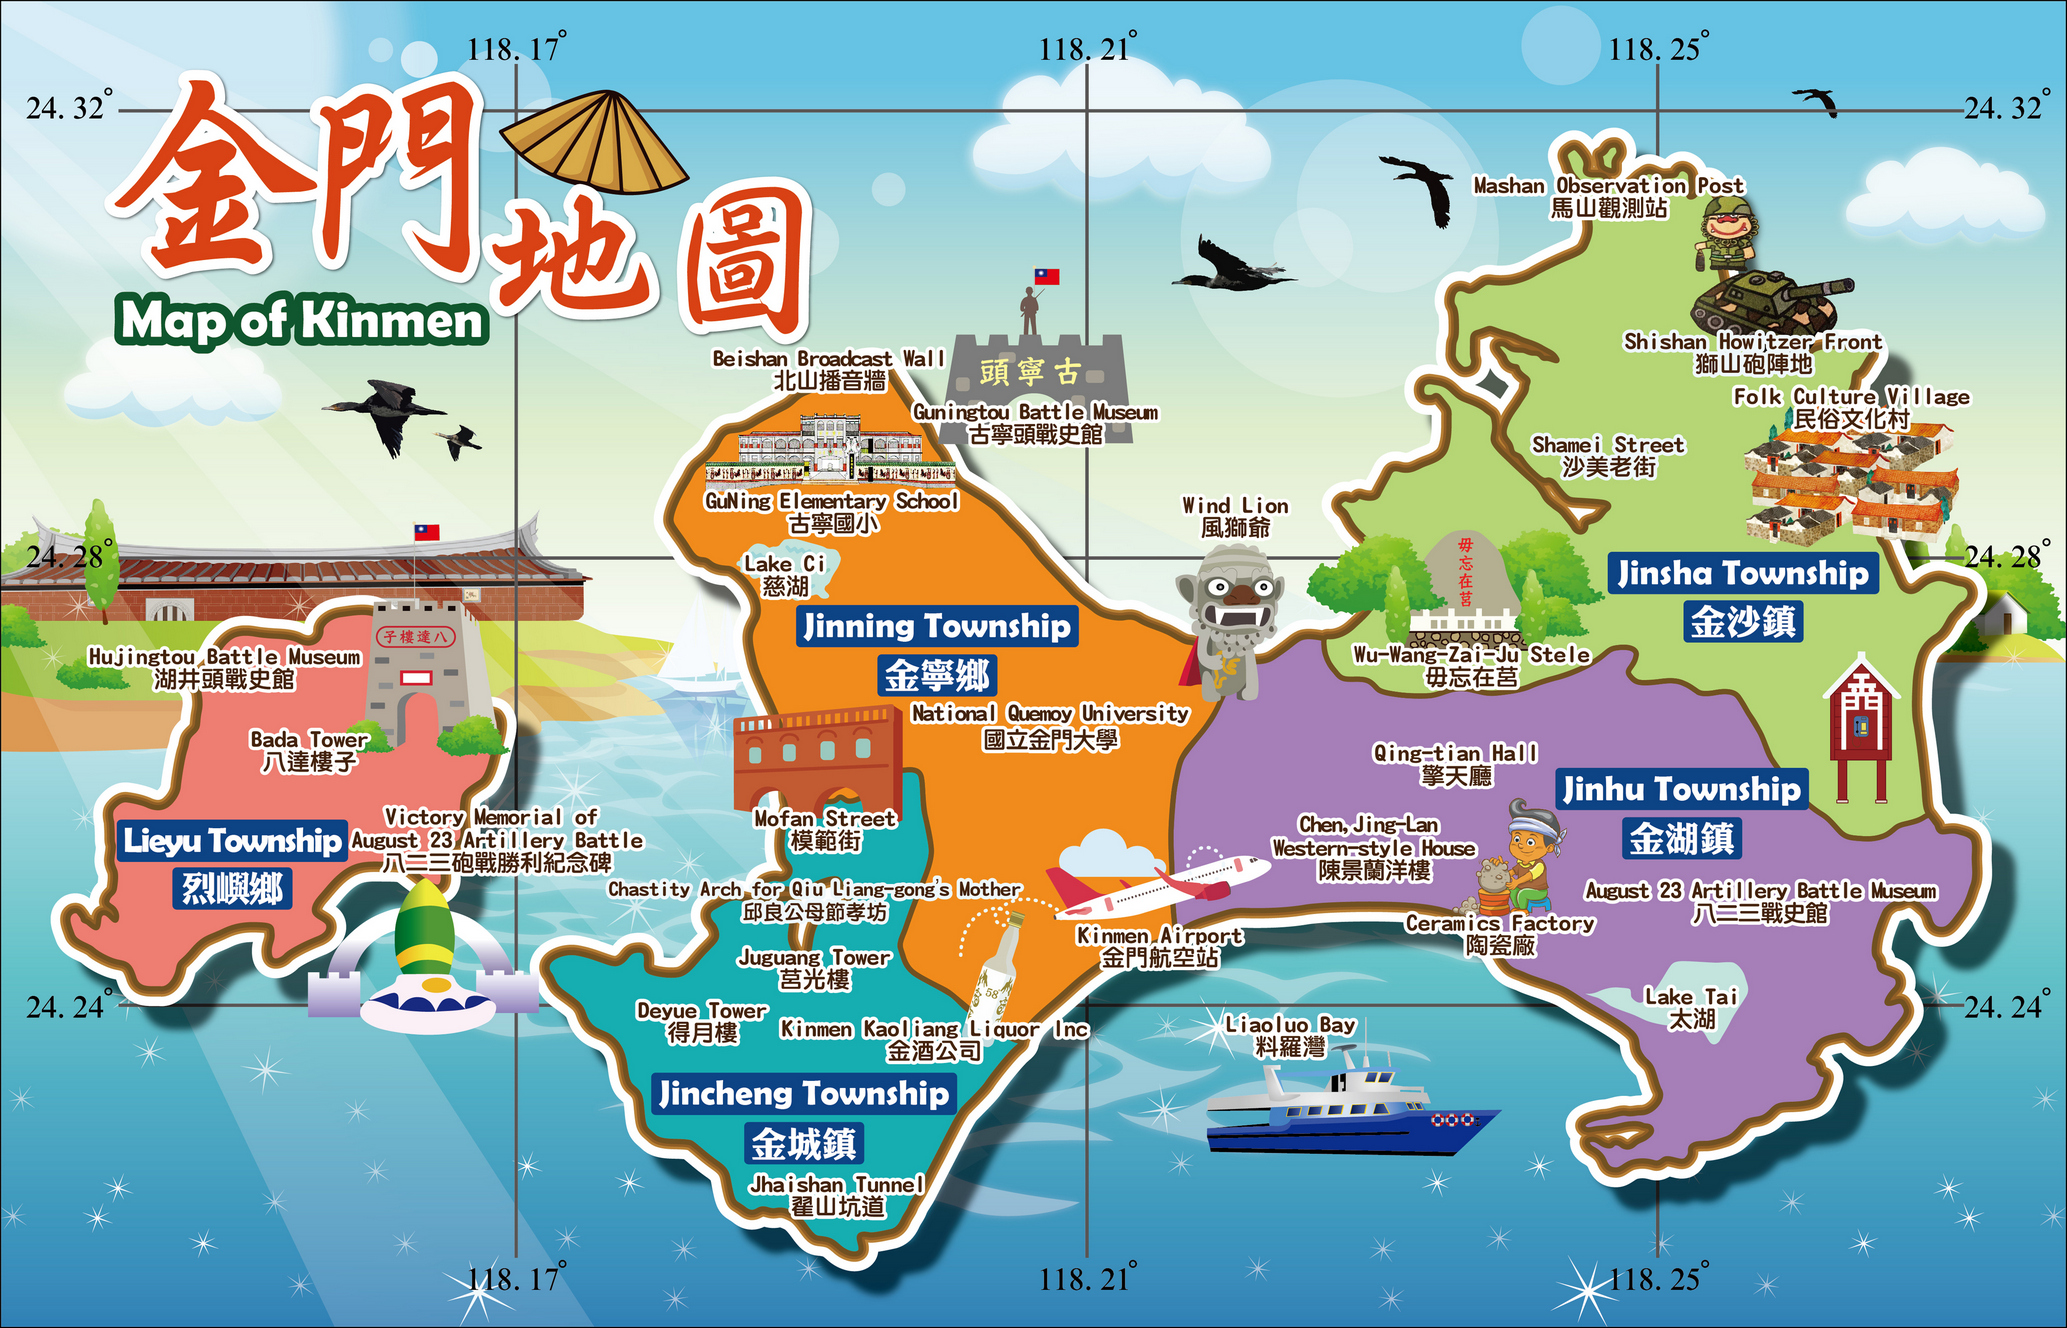 118.17°
118.21°
118.25°
24.32°
24.32°
金門
地圖
Map of Kinmen
Mashan Observation Post
馬山觀測站
Shishan Howitzer Front
獅山砲陣地
Beishan Broadcast Wall
北山播音牆
頭寧古
Guningtou Battle Museum
古寧頭戰史館
Folk Culture Village
民俗文化村
Shamei Street
沙美老街
GuNing Elementary School
古寧國小
Wind Lion
風獅爺
24.28°
24.28°
Lake Ci
慈湖
毋忘在莒
Jinsha Township
金沙鎮
Jinning Township
金寧鄉
子樓達八
Hujingtou Battle Museum
湖井頭戰史館
Wu-Wang-Zai-Ju Stele
毋忘在莒
National Quemoy University
國立金門大學
Bada Tower
八達樓子
Qing-tian Hall
擎天廳
Jinhu Township
金湖鎮
Mofan Street
模範街
Victory Memorial of
August 23 Artillery Battle
八二三砲戰勝利紀念碑
Lieyu Township
烈嶼鄉
Chen,Jing-Lan
Western-style House
陳景蘭洋樓
Chastity Arch for Qiu Liang-gong's Mother
邱良公母節孝坊
August 23 Artillery Battle Museum
八二三戰史館
Ceramics Factory
陶瓷廠
Kinmen Airport
金門航空站
Juguang Tower
莒光樓
58
Lake Tai
太湖
24.24°
24.24°
Deyue Tower
得月樓
Kinmen Kaoliang Liquor Inc
金酒公司
Liaoluo Bay
料羅灣
Jincheng Township
金城鎮
Jhaishan Tunnel
翟山坑道
118.17°
118.21°
118.25°